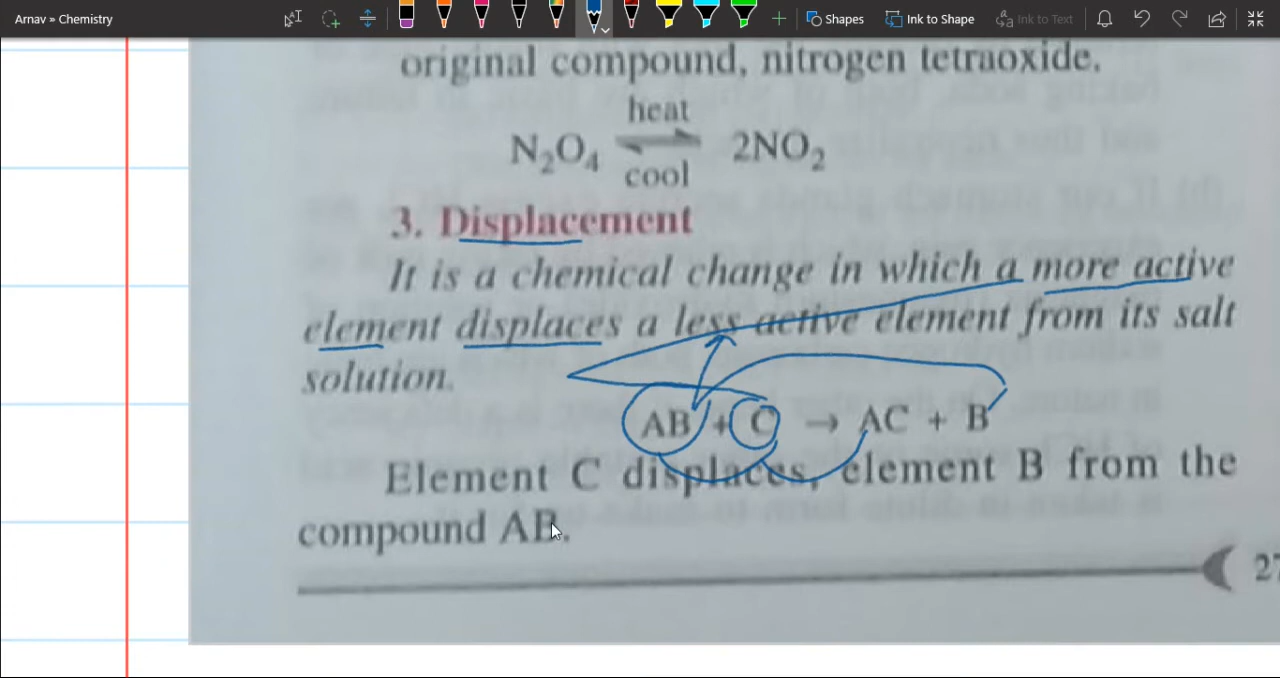 Arnav » Chemistry
Shapes
Ink to Shape
Ink to Text
original compound, nitrogen tetraoxide.
heat
N₂O₄ ⇌ 2NO₂
cool
3. Displacement
It is a chemical change in which a more active
element displaces a less active element from its salt
solution.
AB + C → AC + B
Element C displaces, element B from the
compound AB.
27